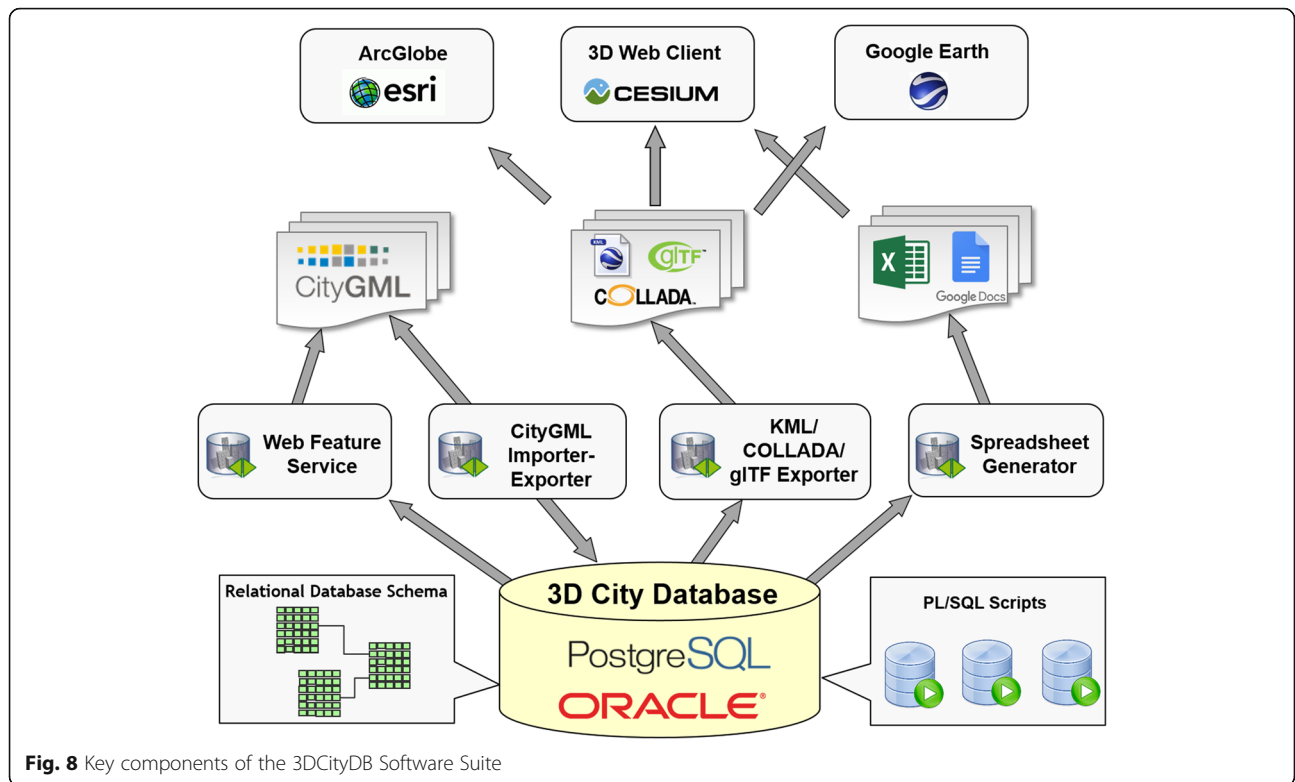 ArcGlobe
esri
3D Web Client
CESIUM
Google Earth
CityGML
KML
glTF™
COLLADA™
X
Google Docs
Web Feature
Service
CityGML
Importer-
Exporter
KML/
COLLADA/
glTF Exporter
Spreadsheet
Generator
Relational Database Schema
3D City Database
PostgreSQL
ORACLE®
PL/SQL Scripts
Fig. 8 Key components of the 3DCityDB Software Suite